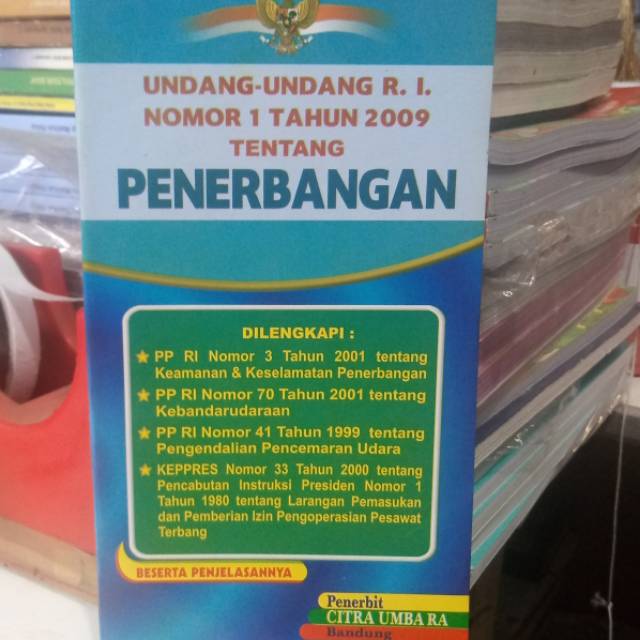 UNDANG-UNDANG R. I.
NOMOR 1 TAHUN 2009
TENTANG
PENERBANGAN
DILENGKAPI :
PP RI Nomor 3 Tahun 2001 tentang
Keamanan & Keselamatan Penerbangan
PP RI Nomor 70 Tahun 2001 tentang
Kebandarudaraan
PP RI Nomor 41 Tahun 1999 tentang
Pengendalian Pencemaran Udara
KEPPRES Nomor 33 Tahun 2000 tentang
Pencabutan Instruksi Presiden Nomor 1
Tahun 1980 tentang Larangan Pemasukan
dan Pemberian Izin Pengoperasian Pesawat
Terbang
BESERTA PENJELASANNYA
Penerbit
CITRA UMBARA
Bandung